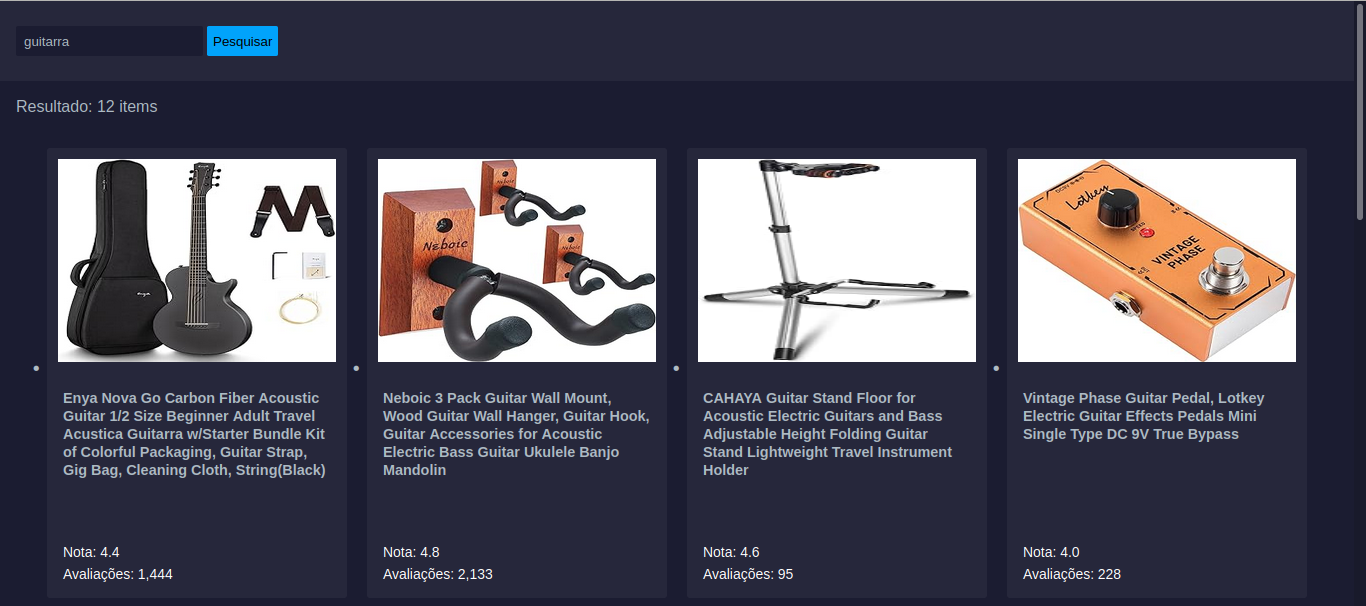 guitarra
Pesquisar
Resultado: 12 items
Neboic
Neboic
Neboic
Lotkey
SPEED
VINTAGE
PHASE
Enya Nova Go Carbon Fiber Acoustic
Guitar 1/2 Size Beginner Adult Travel
Acustica Guitarra w/Starter Bundle Kit
of Colorful Packaging, Guitar Strap,
Gig Bag, Cleaning Cloth, String(Black)
Nota: 4.4
Avaliações: 1,444
Neboic 3 Pack Guitar Wall Mount,
Wood Guitar Wall Hanger, Guitar Hook,
Guitar Accessories for Acoustic
Electric Bass Guitar Ukulele Banjo
Mandolin
Nota: 4.8
Avaliações: 2,133
CAHAYA Guitar Stand Floor for
Acoustic Electric Guitars and Bass
Adjustable Height Folding Guitar
Stand Lightweight Travel Instrument
Holder
Nota: 4.6
Avaliações: 95
Vintage Phase Guitar Pedal, Lotkey
Electric Guitar Effects Pedals Mini
Single Type DC 9V True Bypass
Nota: 4.0
Avaliações: 228